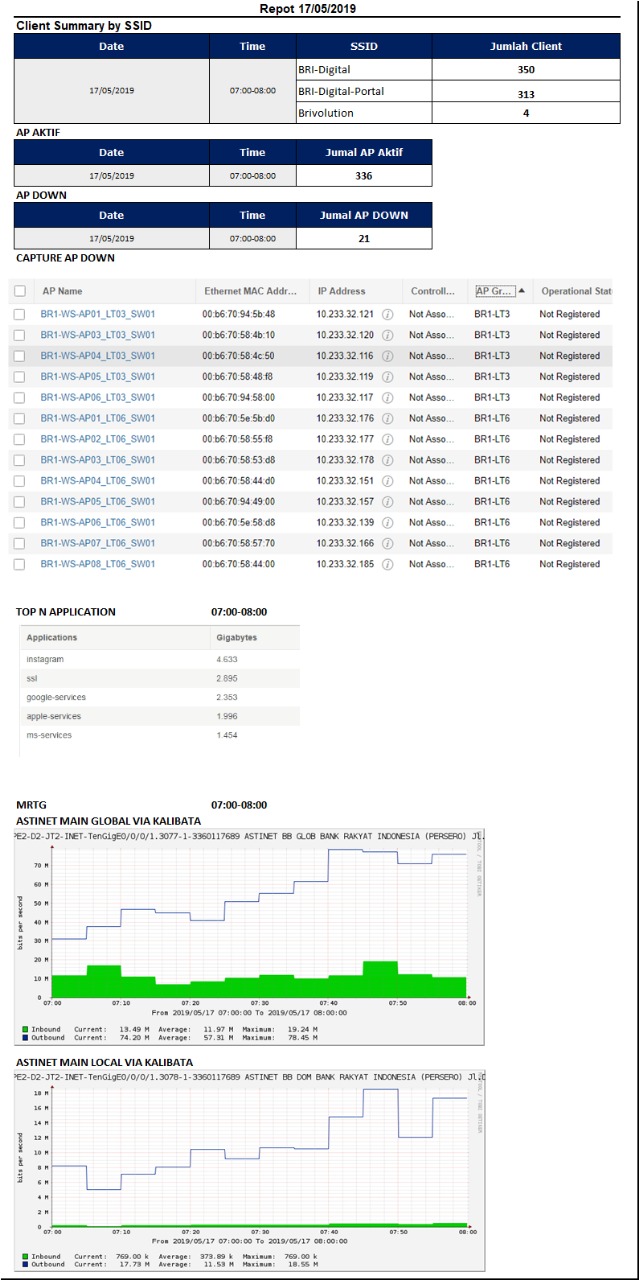 Repot 17/05/2019
Client Summary by SSID
Date Time SSID Jumlah Client
17/05/2019 07:00-08:00 BRI-Digital 350
BRI-Digital-Portal 313
Brivolution 4
AP AKTIF
Date Time Jumal AP Aktif
17/05/2019 07:00-08:00 336
AP DOWN
Date Time Jumal AP DOWN
17/05/2019 07:00-08:00 21
CAPTURE AP DOWN
AP Name Ethernet MAC Addr... IP Address Controll... AP Gr... Operational Stat
BR1-WS-AP01_LT03_SW01 00:b6:70:94:5b:48 10.233.32.121 Not Asso... BR1-LT3 Not Registered
BR1-WS-AP03_LT03_SW01 00:b6:70:58:4b:10 10.233.32.120 Not Asso... BR1-LT3 Not Registered
BR1-WS-AP04_LT03_SW01 00:b6:70:58:4c:50 10.233.32.116 Not Asso... BR1-LT3 Not Registered
BR1-WS-AP05_LT03_SW01 00:b6:70:58:48:f8 10.233.32.119 Not Asso... BR1-LT3 Not Registered
BR1-WS-AP06_LT03_SW01 00:b6:70:94:58:00 10.233.32.117 Not Asso... BR1-LT3 Not Registered
BR1-WS-AP01_LT06_SW01 00:b6:70:5e:5b:d0 10.233.32.176 Not Asso... BR1-LT6 Not Registered
BR1-WS-AP02_LT06_SW01 00:b6:70:58:55:f8 10.233.32.177 Not Asso... BR1-LT6 Not Registered
BR1-WS-AP03_LT06_SW01 00:b6:70:58:53:d8 10.233.32.178 Not Asso... BR1-LT6 Not Registered
BR1-WS-AP04_LT06_SW01 00:b6:70:58:44:d0 10.233.32.151 Not Asso... BR1-LT6 Not Registered
BR1-WS-AP05_LT06_SW01 00:b6:70:94:49:00 10.233.32.157 Not Asso... BR1-LT6 Not Registered
BR1-WS-AP06_LT06_SW01 00:b6:70:5e:58:d8 10.233.32.139 Not Asso... BR1-LT6 Not Registered
BR1-WS-AP07_LT06_SW01 00:b6:70:58:57:70 10.233.32.166 Not Asso... BR1-LT6 Not Registered
BR1-WS-AP08_LT06_SW01 00:b6:70:58:44:00 10.233.32.185 Not Asso... BR1-LT6 Not Registered
TOP N APPLICATION 07:00-08:00
Applications Gigabytes
instagram 4.633
ssl 2.895
google-services 2.353
apple-services 1.996
ms-services 1.454
MRTG 07:00-08:00
ASTINET MAIN GLOBAL VIA KALIBATA
PE2-D2-JT2-INET-TenGigE0/0/0/1.3077-1-3360117689 ASTINET BB GLOB BANK RAKYAT INDONESIA (PERSERO) Jl.
bits per second
70 M
60 M
50 M
40 M
30 M
20 M
10 M
0
07:00 07:10 07:20 07:30 07:40 07:50 08:00
From 2019/05/17 07:00:00 To 2019/05/17 08:00:00
Inbound Current: 13.49 M Average: 11.97 M Maximum: 19.24 M
Outbound Current: 74.20 M Average: 57.31 M Maximum: 78.45 M
ASTINET MAIN LOCAL VIA KALIBATA
PE2-D2-JT2-INET-TenGigE0/0/0/1.3078-1-3360117689 ASTINET BB DOM BANK RAKYAT INDONESIA (PERSERO) Jl.
bits per second
18 M
16 M
14 M
12 M
10 M
8 M
6 M
4 M
2 M
0
07:00 07:10 07:20 07:30 07:40 07:50 08:00
From 2019/05/17 07:00:00 To 2019/05/17 08:00:00
Inbound Current: 769.00 k Average: 373.89 k Maximum: 769.00 k
Outbound Current: 17.73 M Average: 11.53 M Maximum: 18.55 M